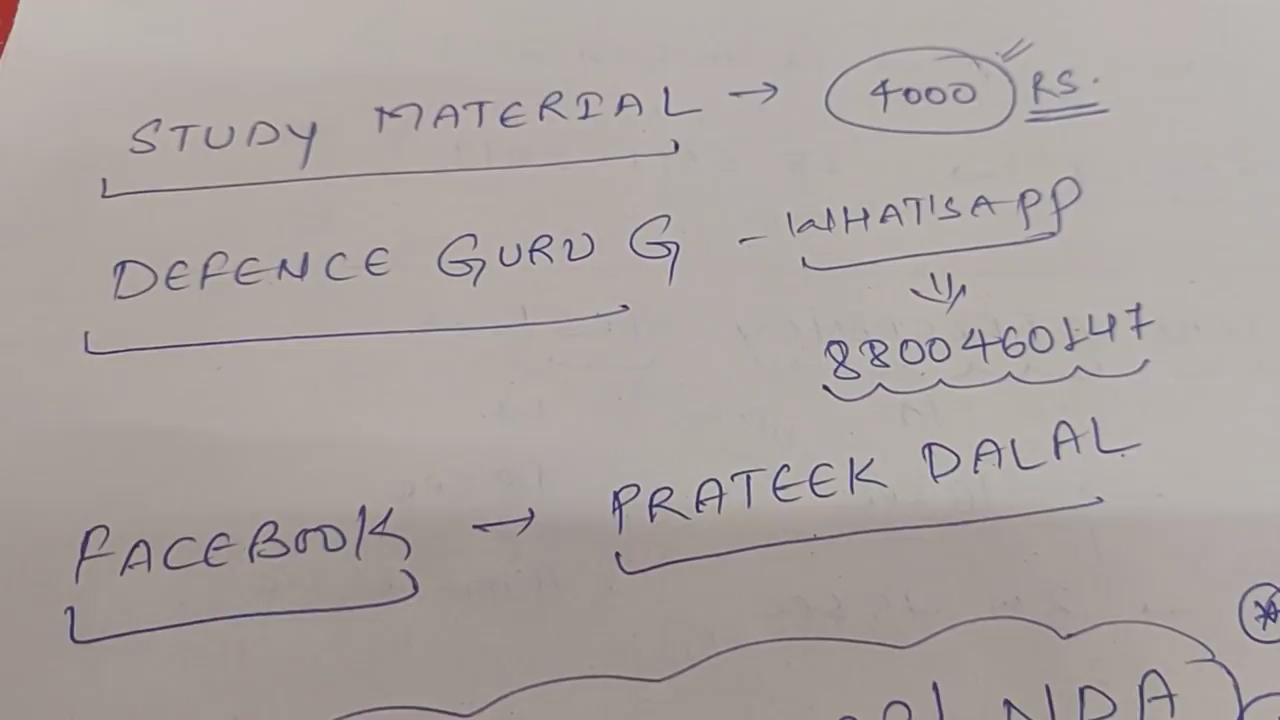 STUDY MATERIAL → 4000 RS.
DEFENCE GURU G - WHATSAPP
8800460147
FACEBOOK → PRATEEK DALAL
NDA